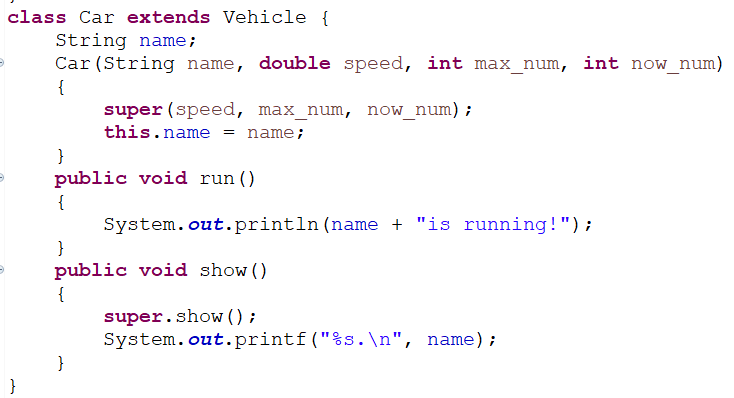 class Car extends Vehicle {
    String name;
    Car(String name, double speed, int max_num, int now_num)
    {
        super(speed, max_num, now_num);
        this.name = name;
    }
    public void run()
    {
        System.out.println(name + "is running!");
    }
    public void show()
    {
        super.show();
        System.out.printf("%s.\n", name);
    }
}